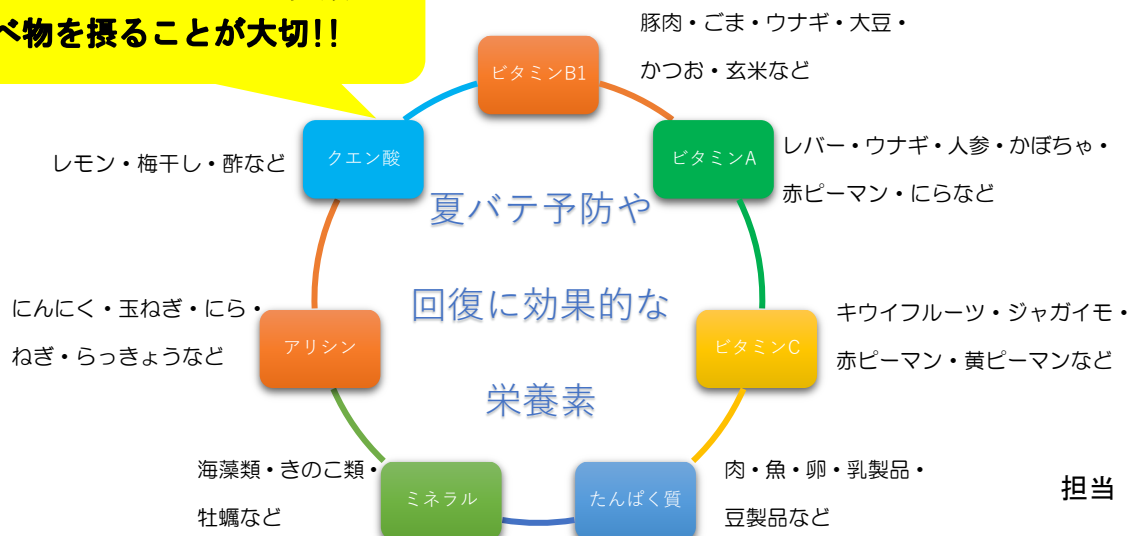 べ物を摂ることが大切!!
豚肉・ごま・ウナギ・大豆・
かつお・玄米など
ビタミンB1
クエン酸
レモン・梅干し・酢など
ビタミンA
レバー・ウナギ・人参・かぼちゃ・
赤ピーマン・にらなど
夏バテ予防や
回復に効果的な
栄養素
にんにく・玉ねぎ・にら・
ねぎ・らっきょうなど
アリシン
ビタミンC
キウイフルーツ・ジャガイモ・
赤ピーマン・黄ピーマンなど
海藻類・きのこ類・
牡蠣など
ミネラル
たんぱく質
肉・魚・卵・乳製品・
豆製品など
担当